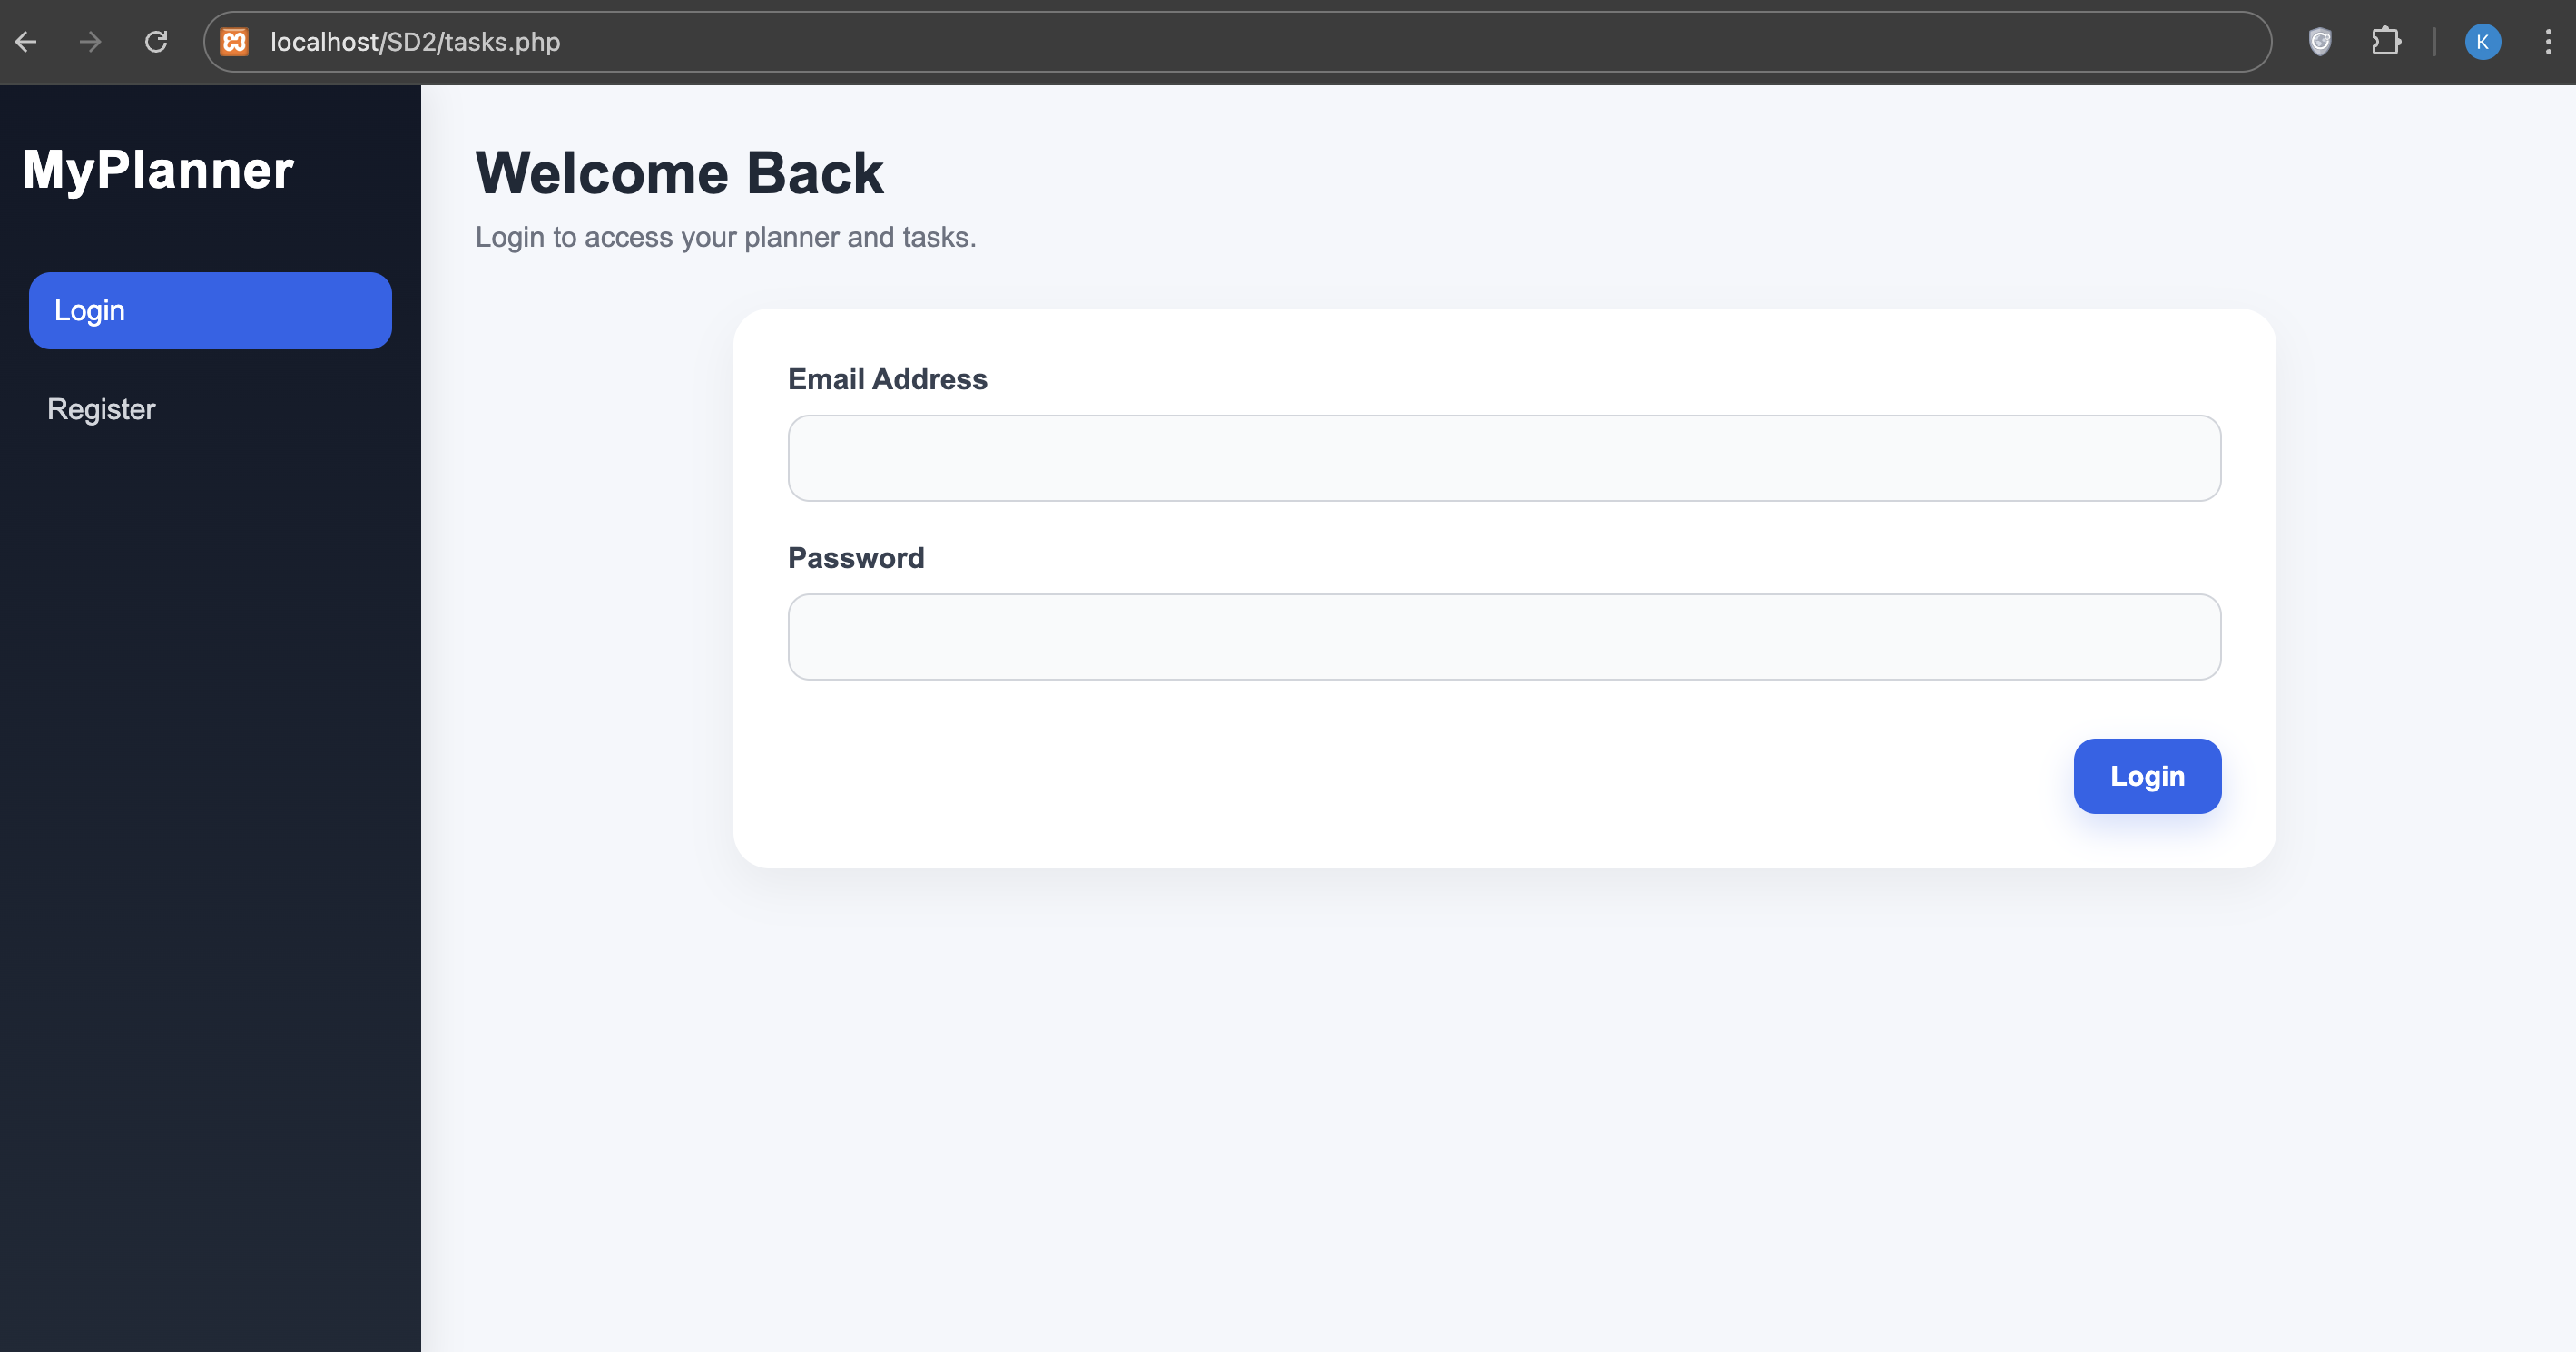 localhost/SD2/tasks.php
K
MyPlanner
Login
Register
Welcome Back
Login to access your planner and tasks.
Email Address
Password
Login